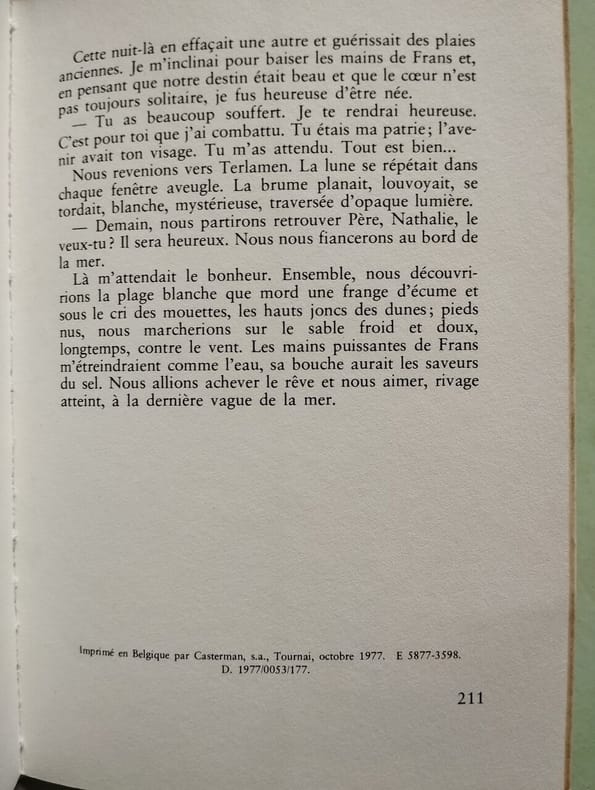 Cette nuit-là en effaçait une autre et guérissait des plaies
anciennes. Je m'inclinai pour baiser les mains de Frans et,
en pensant que notre destin était beau et que le cœur n'est
pas toujours solitaire, je fus heureuse d'être née.
— Tu as beaucoup souffert. Je te rendrai heureuse.
C'est pour toi que j'ai combattu. Tu étais ma patrie ; l'ave-
nir avait ton visage. Tu m'as attendu. Tout est bien...
Nous revenions vers Terlamen. La lune se répétait dans
chaque fenêtre aveugle. La brume planait, louvoyait, se
tordait, blanche, mystérieuse, traversée d'opaque lumière.
— Demain, nous partirons retrouver Père, Nathalie, le
veux-tu ? Il sera heureux. Nous nous fiancerons au bord de
la mer.
Là m'attendait le bonheur. Ensemble, nous découvri-
rions la plage blanche que mord une frange d'écume et
sous le cri des mouettes, les hauts joncs des dunes ; pieds
nus, nous marcherions sur le sable froid et doux,
longtemps, contre le vent. Les mains puissantes de Frans
m'étreindraient comme l'eau, sa bouche aurait les saveurs
du sel. Nous allions achever le rêve et nous aimer, rivage
atteint, à la dernière vague de la mer.
Imprimé en Belgique par Casterman, s.a., Tournai, octobre 1977. E 5877-3598.
D. 1977/0053/177.
211